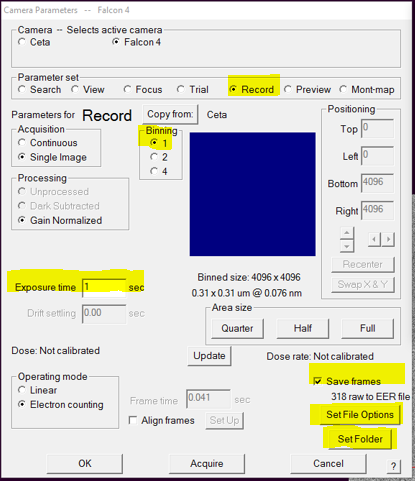 Camera Parameters -- Falcon 4
Camera -- Selects active camera
Ceta Falcon 4
Parameter set
Search View Focus Trial Record Preview Mont-map
Parameters for Record Copy from: Ceta
Acquisition
Continuous
Single Image
Binning
1
2
4
Positioning
Top 0
Left 0
Bottom 4096
Right 4096
Recenter
Swap X & Y
Processing
Unprocessed
Dark Subtracted
Gain Normalized
Exposure time 1 sec
Drift settling 0.00 sec
Binned size: 4096 x 4096
0.31 x 0.31 um @ 0.076 nm
Area size
Quarter Half Full
Dose: Not calibrated Update Dose rate: Not calibrated
Operating mode
Linear
Electron counting
Frame time 0.041 sec
Align frames Set Up
Save frames
318 raw to EER file
Set File Options
Set Folder
OK Acquire Cancel ?